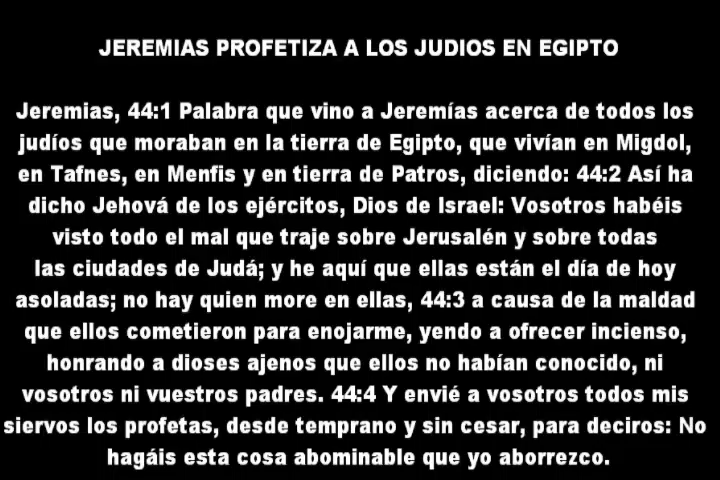 JEREMIAS PROFETIZA A LOS JUDIOS EN EGIPTO
Jeremias, 44:1 Palabra que vino a Jeremías acerca de todos los
judíos que moraban en la tierra de Egipto, que vivían en Migdol,
en Tafnes, en Menfis y en tierra de Patros, diciendo: 44:2 Así ha
dicho Jehová de los ejércitos, Dios de Israel: Vosotros habéis
visto todo el mal que traje sobre Jerusalén y sobre todas
las ciudades de Judá; y he aquí que ellas están el día de hoy
asoladas; no hay quien more en ellas, 44:3 a causa de la maldad
que ellos cometieron para enojarme, yendo a ofrecer incienso,
honrando a dioses ajenos que ellos no habían conocido, ni
vosotros ni vuestros padres. 44:4 Y envié a vosotros todos mis
siervos los profetas, desde temprano y sin cesar, para deciros: No
hagáis esta cosa abominable que yo aborrezco.